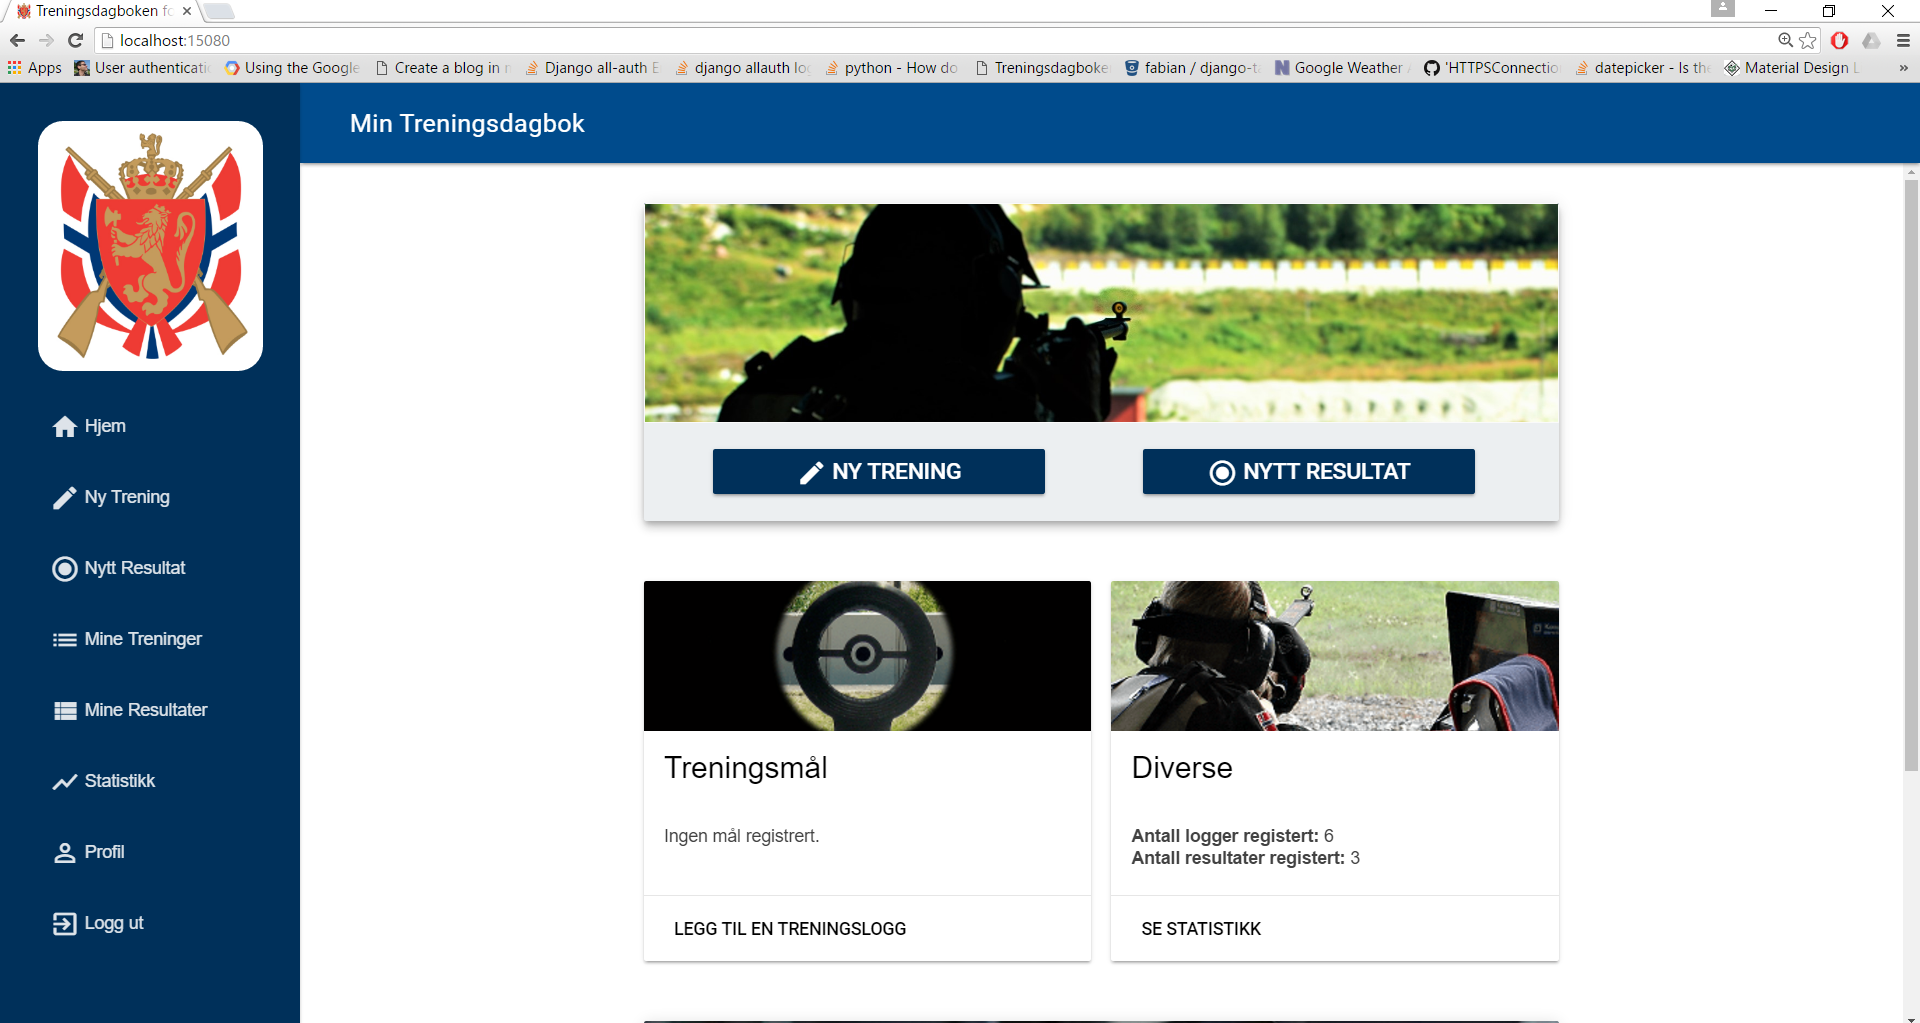 Treningsdagboken fo
localhost:15080
Apps User authenticati Using the Google Create a blog in Django all-auth E django allauth lo python - How do Treningsdagboke fabian / django-t Google Weather 'HTTPSConnectio datepicker - Is the Material Design L »
Min Treningsdagbok
Hjem
Ny Trening
Nytt Resultat
Mine Treninger
Mine Resultater
Statistikk
Profil
Logg ut
NY TRENING NYTT RESULTAT
Treningsmål
Ingen mål registrert.
LEGG TIL EN TRENINGSLOGG
Diverse
Antall logger registert: 6
Antall resultater registert: 3
SE STATISTIKK